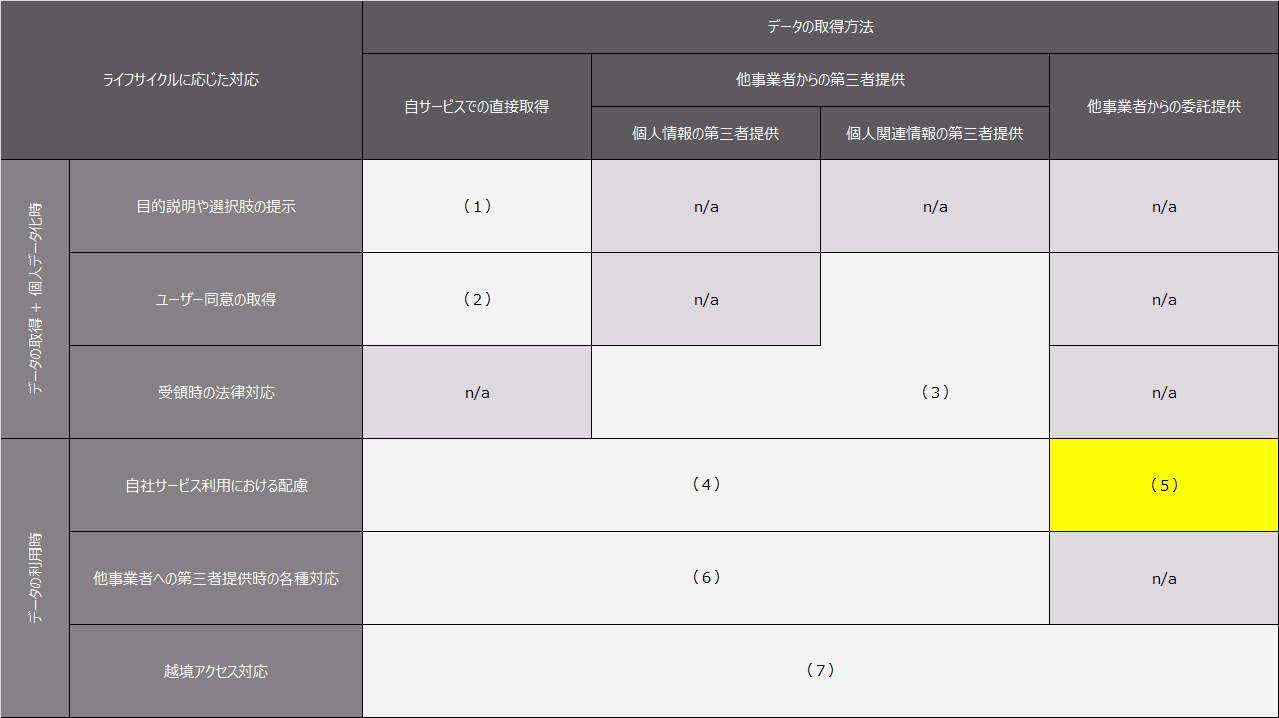 ライフサイクルに応じた対応
データの取得方法
自サービスでの直接取得
他事業者からの第三者提供
他事業者からの委託提供
個人情報の第三者提供
個人関連情報の第三者提供
データの取得 + 個人データ化時
目的説明や選択肢の提示
(1)
n/a
n/a
n/a
ユーザー同意の取得
(2)
n/a
n/a
受領時の法律対応
n/a
(3)
n/a
データの利用時
自社サービス利用における配慮
(4)
(5)
他事業者への第三者提供時の各種対応
(6)
n/a
越境アクセス対応
(7)